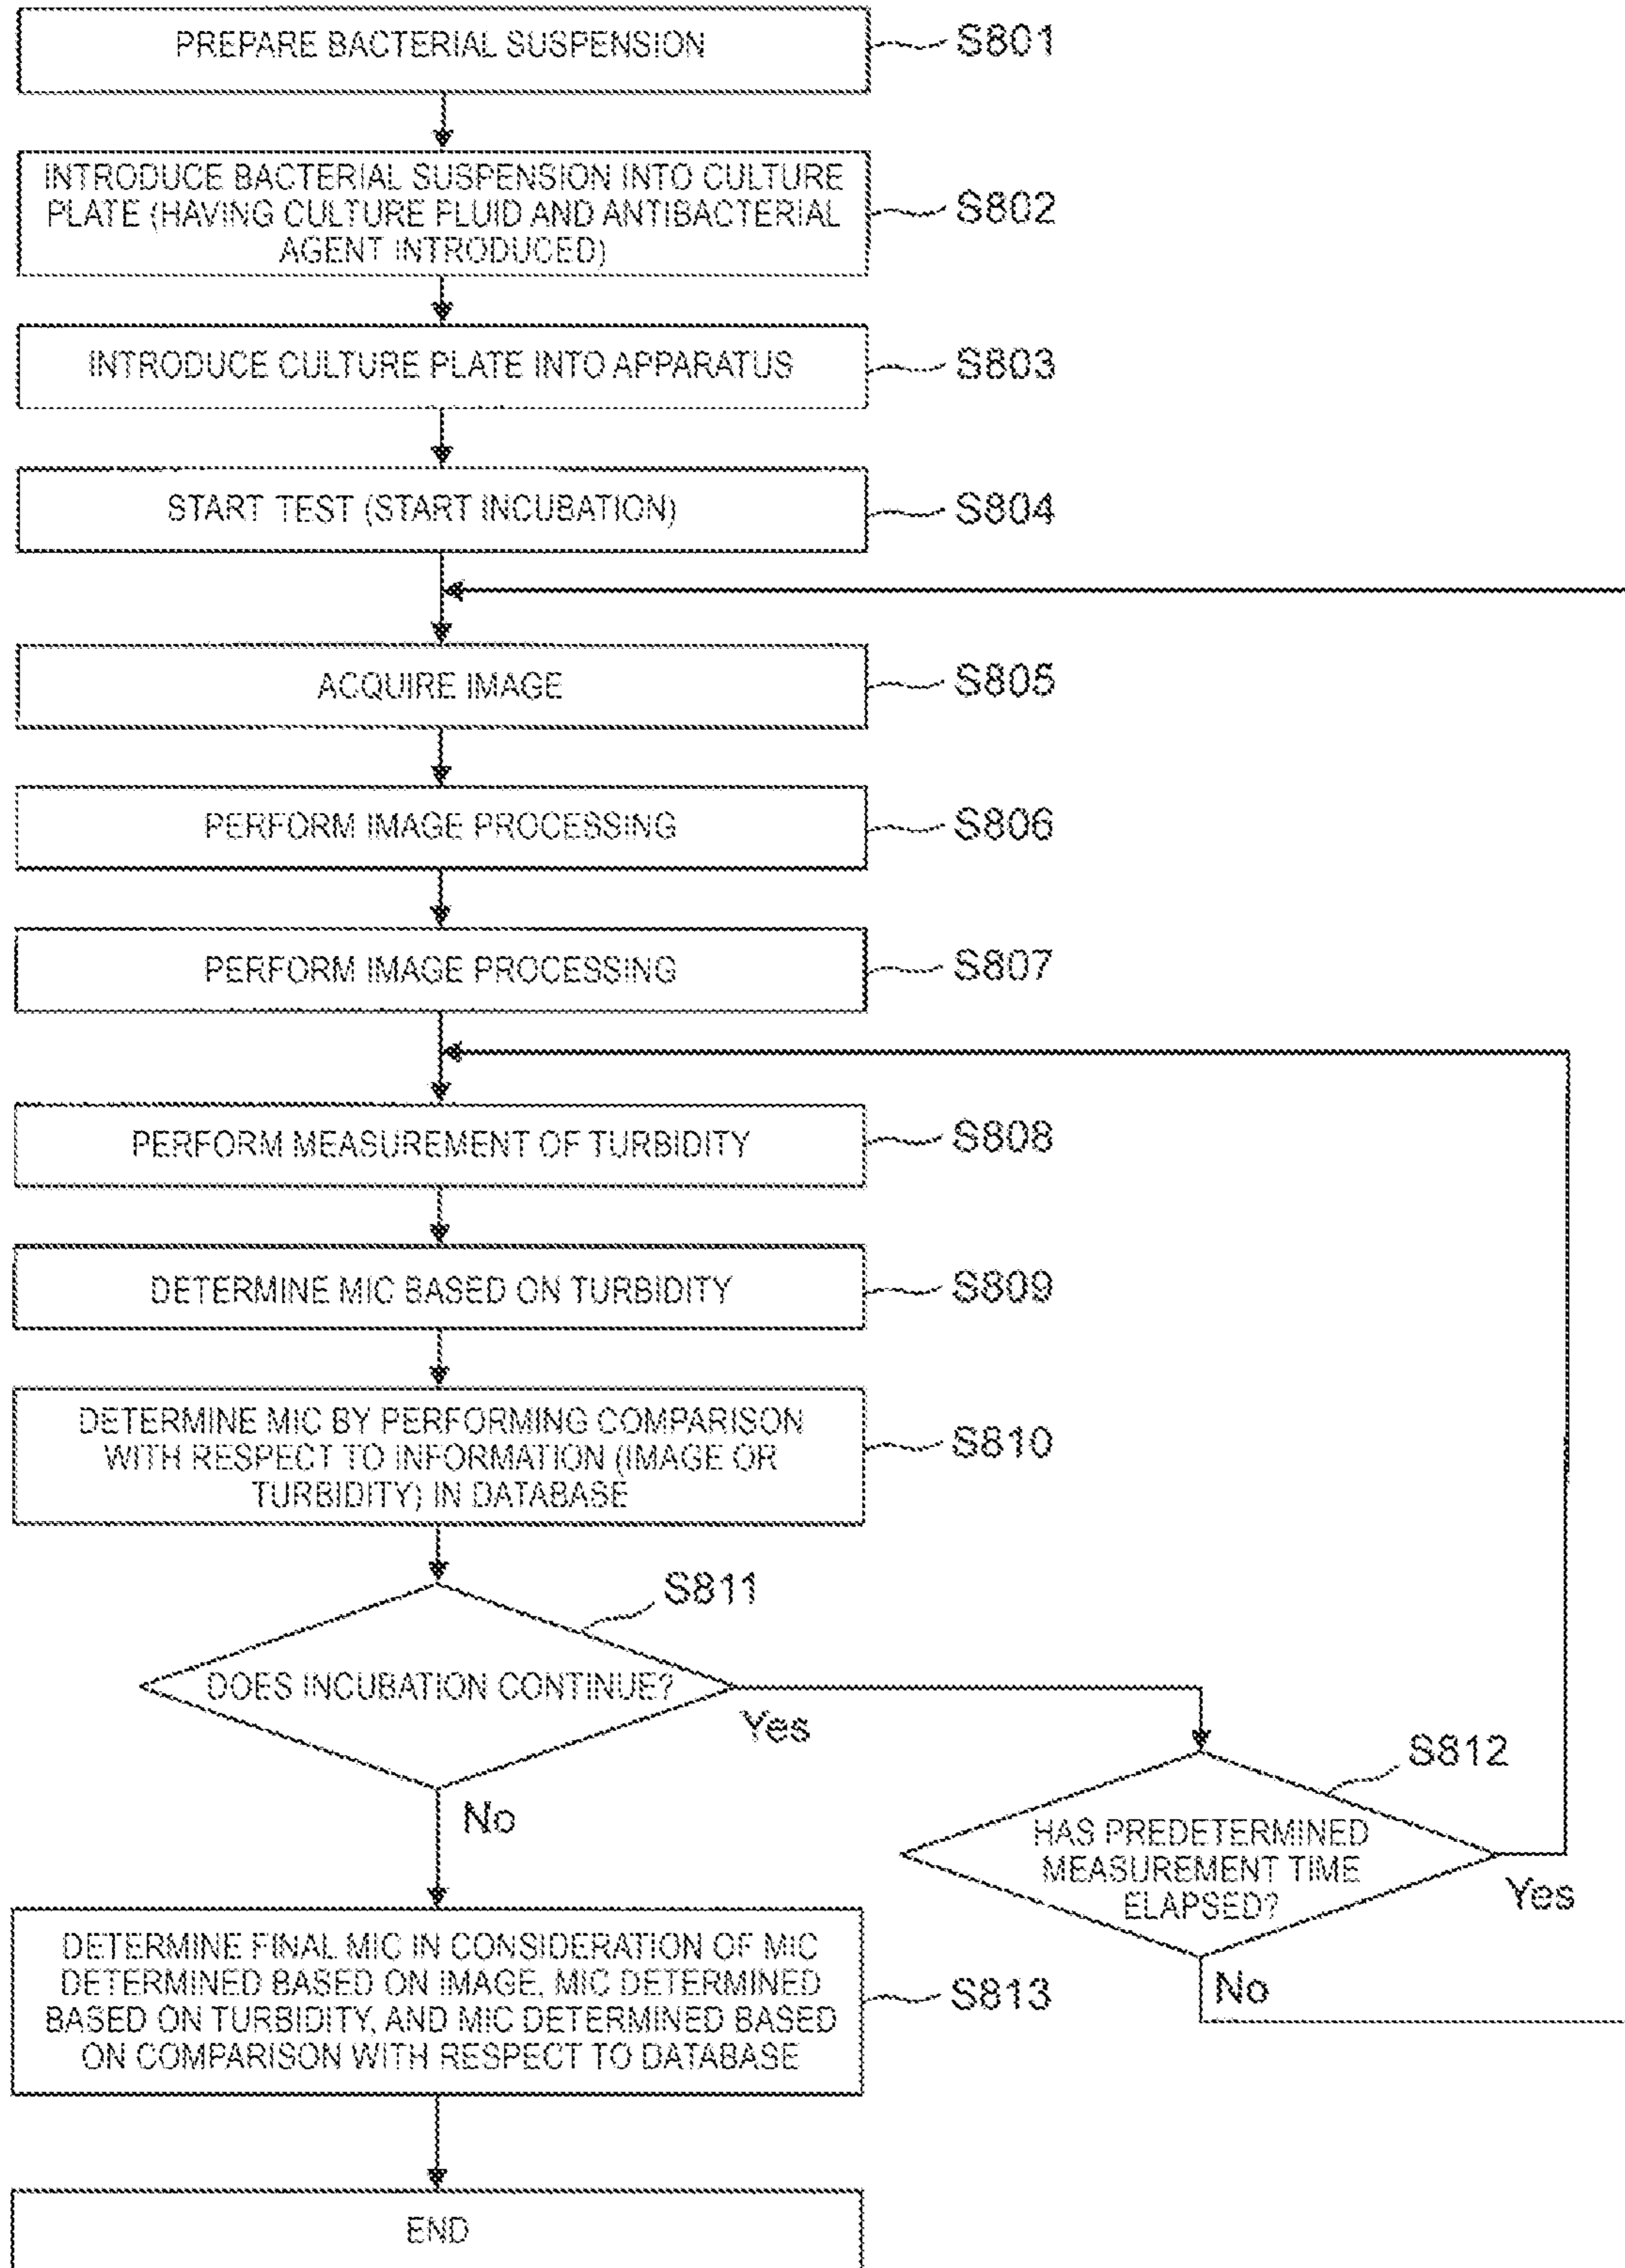 PREPARE BACTERIAL SUSPENSION
S801
INTRODUCE BACTERIAL SUSPENSION INTO CULTURE
PLATE (HAVING CULTURE FLUID AND ANTIBACTERIAL
AGENT INTRODUCED)
S802
INTRODUCE CULTURE PLATE INTO APPARATUS
S803
START TEST (START INCUBATION)
S804
ACQUIRE IMAGE
S805
PERFORM IMAGE PROCESSING
S806
PERFORM IMAGE PROCESSING
S807
PERFORM MEASUREMENT OF TURBIDITY
S808
DETERMINE MIC BASED ON TURBIDITY
S809
DETERMINE MIC BY PERFORMING COMPARISON
WITH RESPECT TO INFORMATION (IMAGE OR
TURBIDITY) IN DATABASE
S810
S811
DOES INCUBATION CONTINUE?
Yes
No
S812
HAS PREDETERMINED
MEASUREMENT TIME
ELAPSED?
Yes
No
DETERMINE FINAL MIC IN CONSIDERATION OF MIC
DETERMINED BASED ON IMAGE, MIC DETERMINED
BASED ON TURBIDITY, AND MIC DETERMINED BASED
ON COMPARISON WITH RESPECT TO DATABASE
S813
END